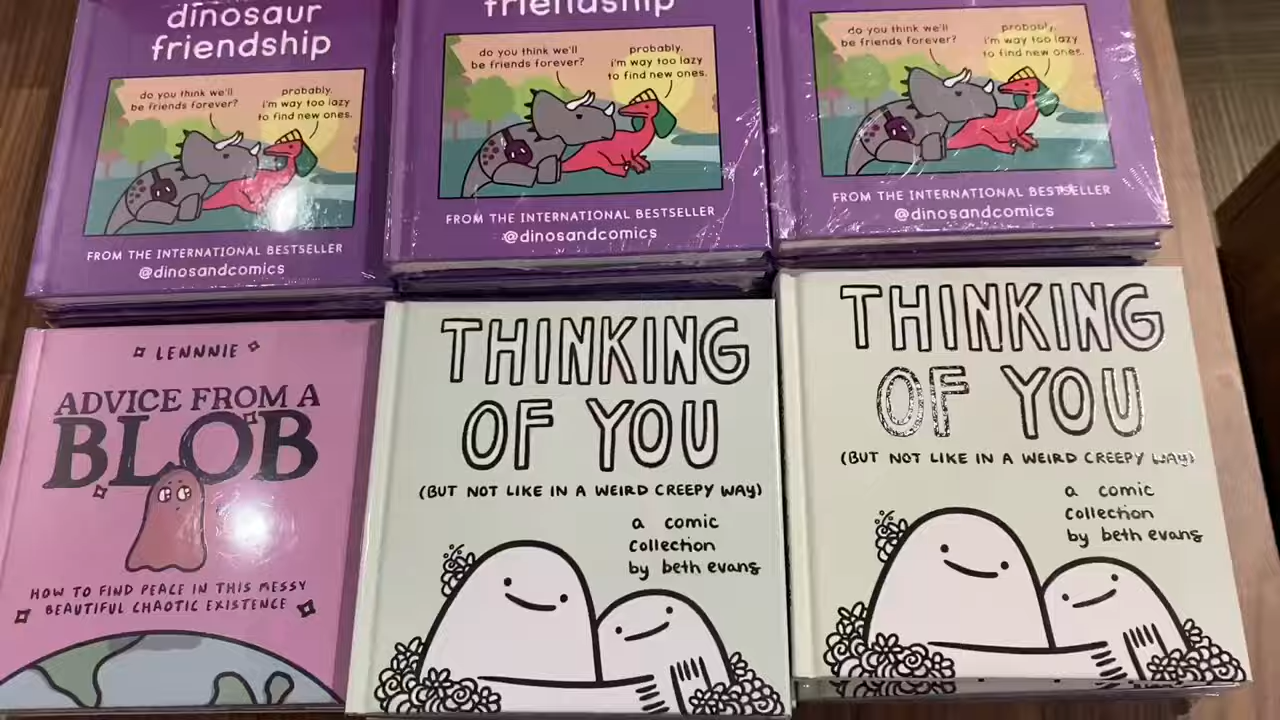 dinosaur
friendship
do you think we'll
be friends forever?
probably.
i'm way too lazy
to find new ones.
FROM THE INTERNATIONAL BESTSELLER
@dinosandcomics
friendship
do you think we'll
be friends forever?
probably.
i'm way too lazy
to find new ones.
FROM THE INTERNATIONAL BESTSELLER
@dinosandcomics
do you think we'll
be friends forever?
probably.
i'm way too lazy
to find new ones.
FROM THE INTERNATIONAL BESTSELLER
@dinosandcomics
LENNNIE
ADVICE FROM A
BLOB
HOW TO FIND PEACE IN THIS MESSY
BEAUTIFUL CHAOTIC EXISTENCE
THINKING
OF YOU
(BUT NOT LIKE IN A WEIRD CREEPY WAY)
a comic
collection
by beth evans
THINKING
OF YOU
(BUT NOT LIKE IN A WEIRD CREEPY WAY)
a comic
collection
by beth evans